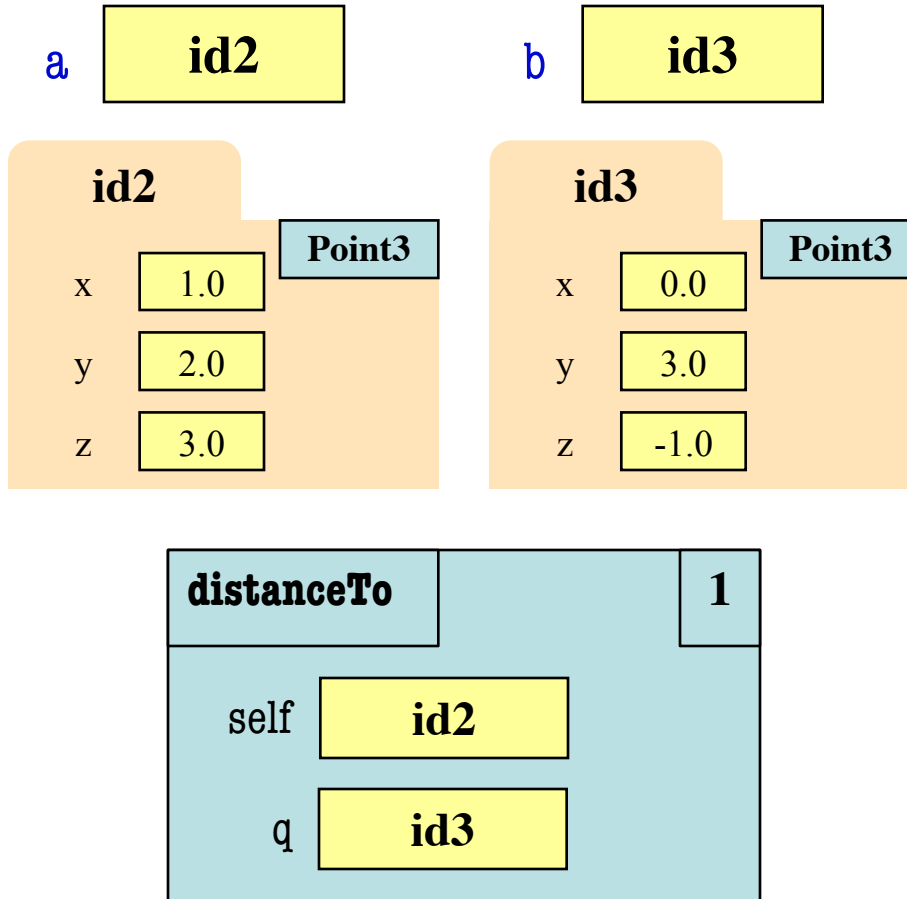 a id2 b id3
id2 id3
Point3 Point3
x 1.0 x 0.0
y 2.0 y 3.0
z 3.0 z -1.0
distanceTo 1
self id2
q id3